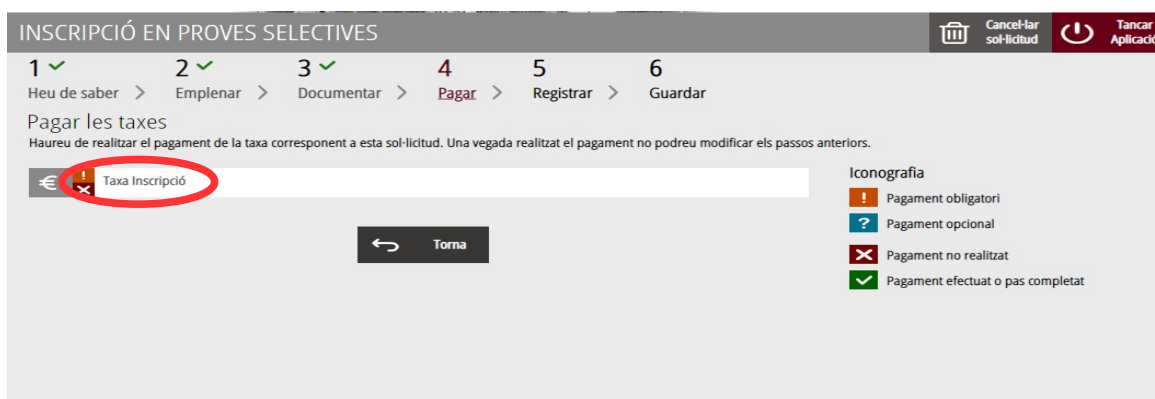 INSCRIPCIÓ EN PROVES SELECTIVES
Cancel·lar
sol·licitud
Tancar
Aplicació
1 2 3 4 5 6
Heu de saber > Emplenar > Documentar > Pagar > Registrar > Guardar
Pagar les taxes
Haureu de realitzar el pagament de la taxa corresponent a esta sol·licitud. Una vegada realitzat el pagament no podreu modificar els passos anteriors.
€ ! Taxa Inscripció
Torna
Iconografia
! Pagament obligatori
? Pagament opcional
Pagament no realitzat
Pagament efectuat o pas completat